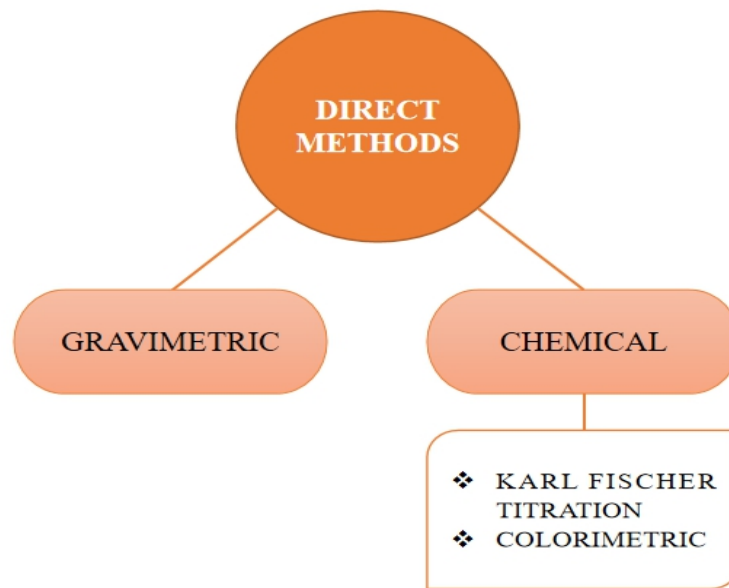 DIRECT
METHODS
GRAVIMETRIC
CHEMICAL
❖ KARL FISCHER
TITRATION
❖ COLORIMETRIC